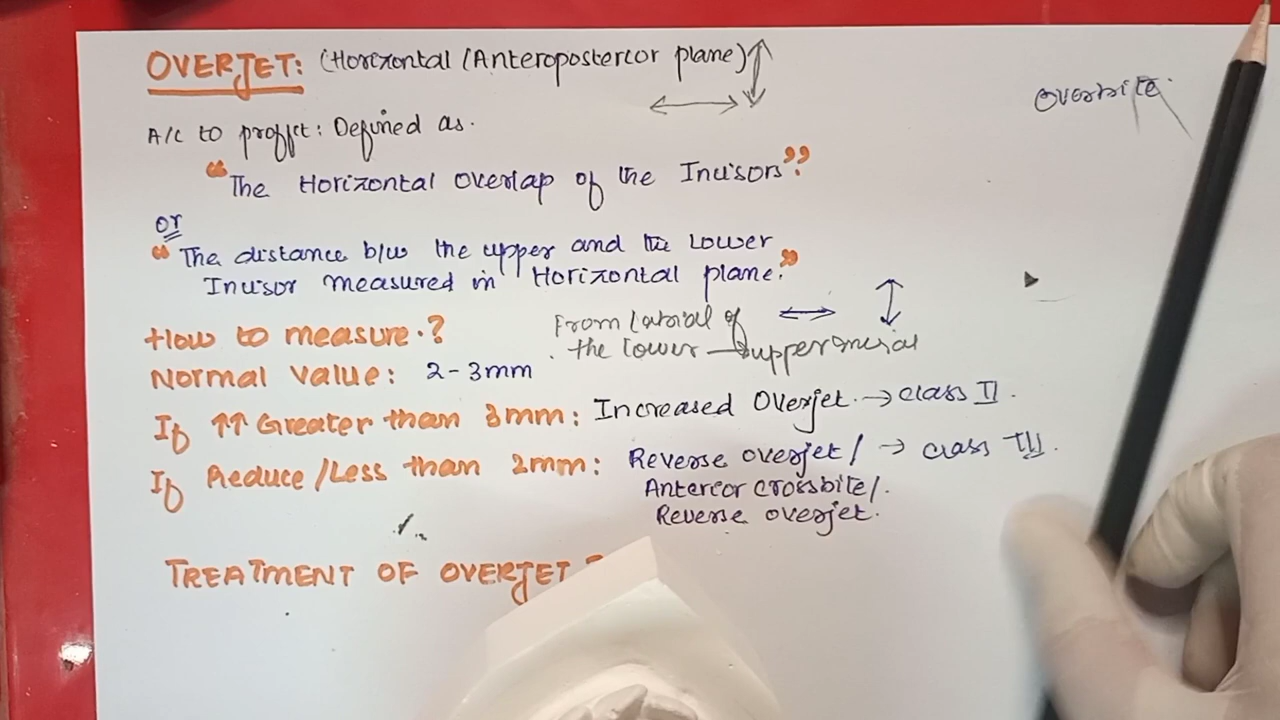 OVERJET: (Horizontal (Anteroposterior plane)
Overbite
A/C to proffit: Defined as.
"The Horizontal overlap of the Incisors".
or
"The distance b/w the upper and the Lower
Incisor measured in Horizontal plane."
How to measure.? From labial of
the lower upper incisal
Normal value: 2-3mm
If ↑↑ Greater than 3mm: Increased Overjet. → class II.
If Reduce/Less than 2mm: Reverse overjet/ → class III.
Anterior crossbite/.
Reverse overjet.
TREATMENT OF OVERJET ?